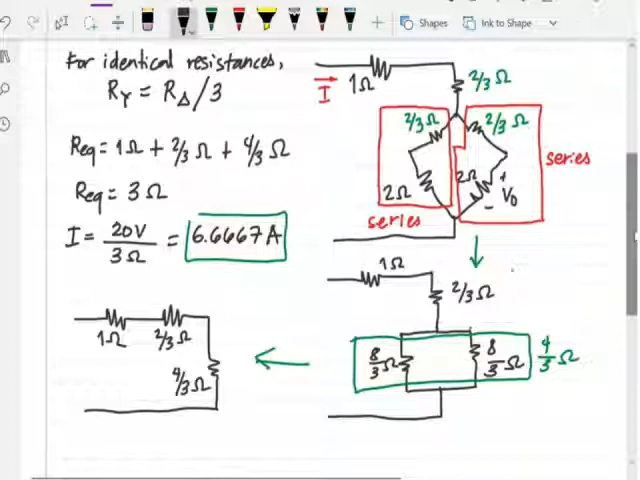 Shapes
Ink to Shape
For identical resistances,
R_Y = R_Δ/3
Req = 1Ω + 2/3 Ω + 4/3 Ω
Req = 3 Ω
I = 20V / 3Ω = 6.6667 A
I
1Ω
2/3 Ω
2/3 Ω
2/3 Ω
2Ω
2Ω
+
V₀
–
series
series
1Ω
2/3 Ω
8/3 Ω
8/3 Ω
4/3 Ω
1Ω
2/3 Ω
4/3 Ω